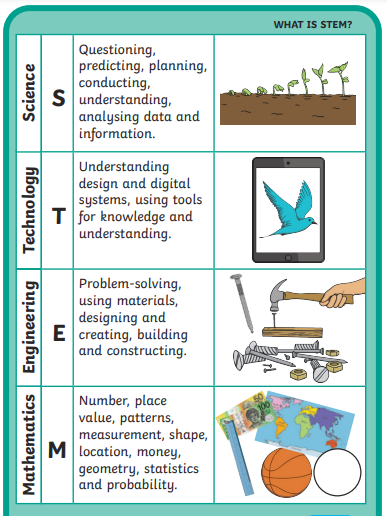 WHAT IS STEM?
Science
S
Questioning,
predicting, planning,
conducting,
understanding,
analysing data and
information.
Technology
T
Understanding
design and digital
systems, using tools
for knowledge and
understanding.
Engineering
E
Problem-solving,
using materials,
designing and
creating, building
and constructing.
Mathematics
M
Number, place
value, patterns,
measurement, shape,
location, money,
geometry, statistics
and probability.
50
100